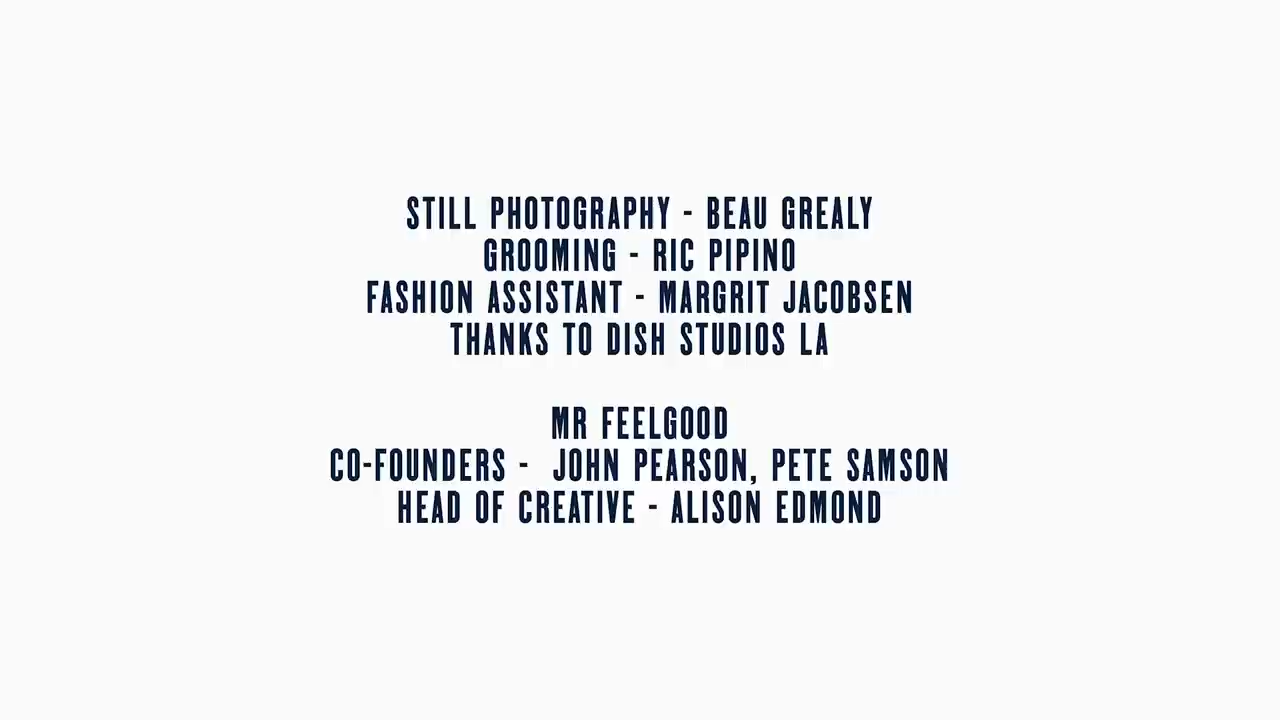 STILL PHOTOGRAPHY - BEAU GREALY
GROOMING - RIC PIPINO
FASHION ASSISTANT - MARGRIT JACOBSEN
THANKS TO DISH STUDIOS LA
MR FEELGOOD
CO-FOUNDERS -  JOHN PEARSON, PETE SAMSON
HEAD OF CREATIVE - ALISON EDMOND